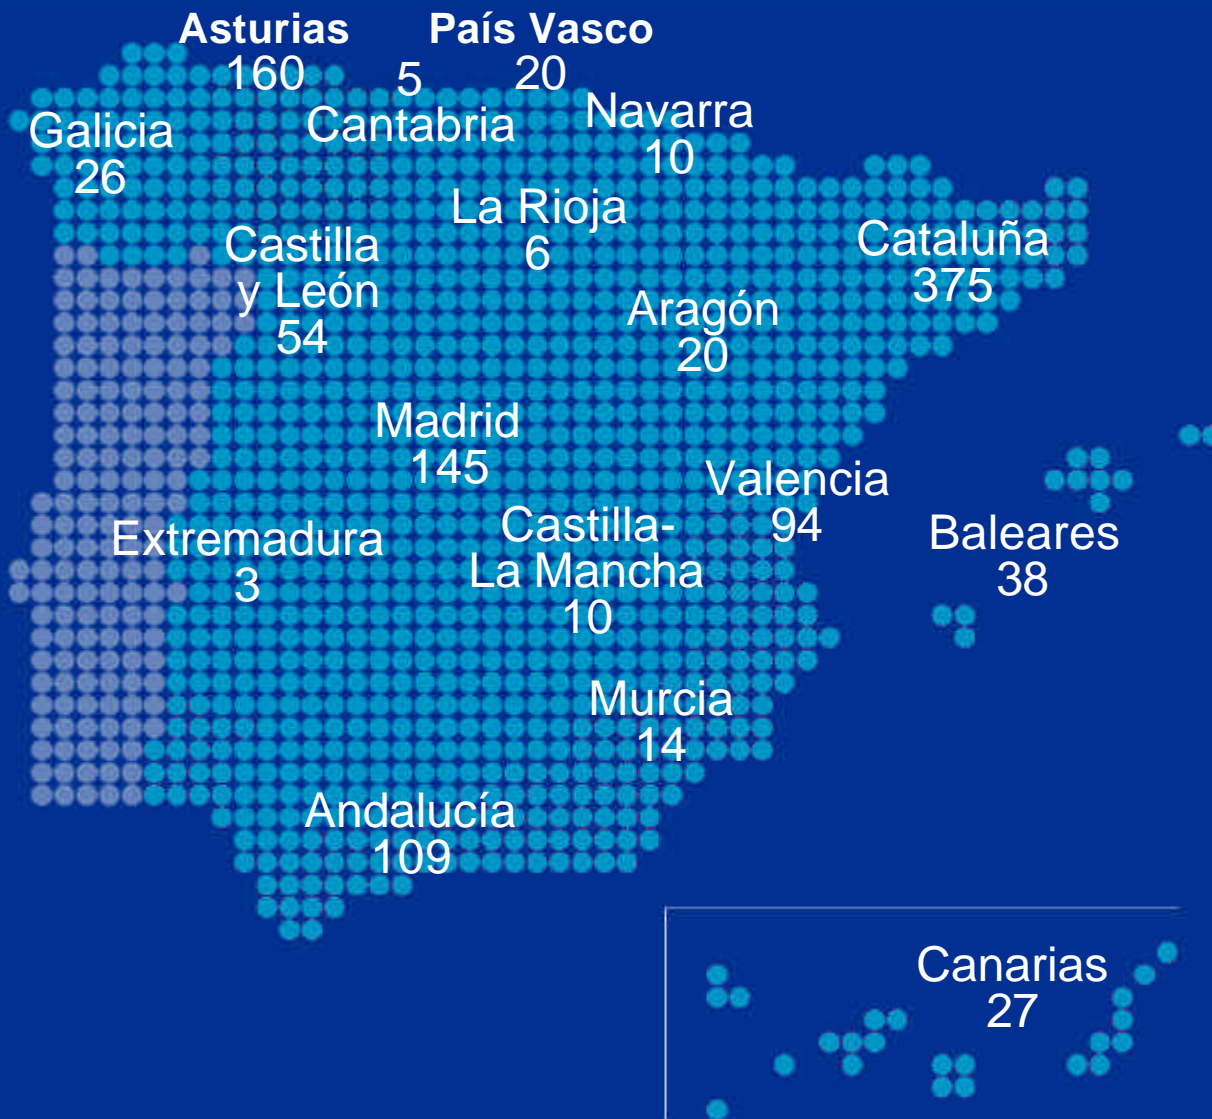 Asturias
160
5
Cantabria
País Vasco
20
Navarra
10
Galicia
26
La Rioja
6
Castilla
y León
54
Cataluña
375
Aragón
20
Madrid
145
Valencia
94
Extremadura
3
Castilla-
La Mancha
10
Baleares
38
Murcia
14
Andalucía
109
Canarias
27